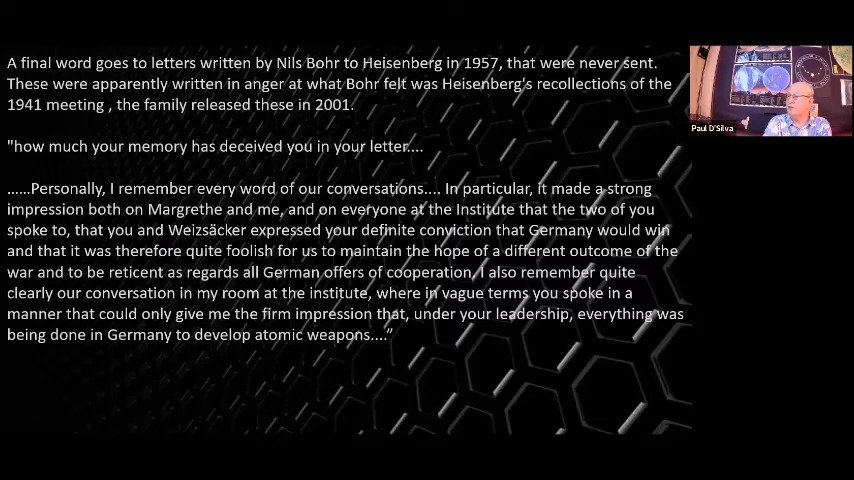 A final word goes to letters written by Nils Bohr to Heisenberg in 1957, that were never sent.
These were apparently written in anger at what Bohr felt was Heisenberg's recollections of the
1941 meeting , the family released these in 2001.
"how much your memory has deceived you in your letter....
......Personally, I remember every word of our conversations.... In particular, it made a strong
impression both on Margrethe and me, and on everyone at the Institute that the two of you
spoke to, that you and Weizsäcker expressed your definite conviction that Germany would win
and that it was therefore quite foolish for us to maintain the hope of a different outcome of the
war and to be reticent as regards all German offers of cooperation. I also remember quite
clearly our conversation in my room at the institute, where in vague terms you spoke in a
manner that could only give me the firm impression that, under your leadership, everything was
being done in Germany to develop atomic weapons...."
Paul D'Silva